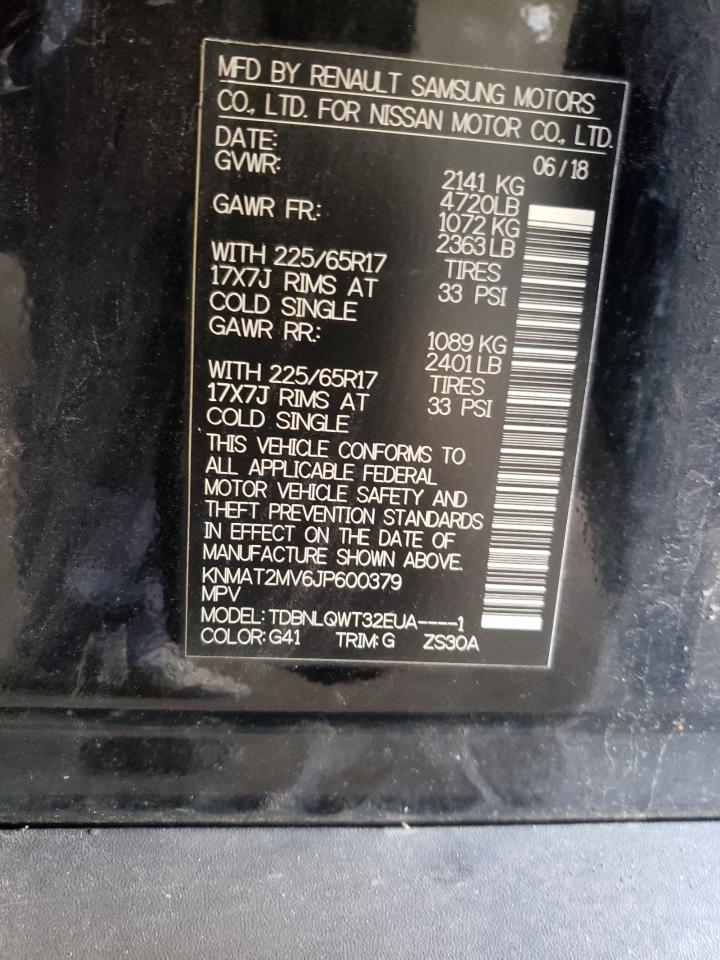 MFD BY RENAULT SAMSUNG MOTORS
CO., LTD. FOR NISSAN MOTOR CO., LTD.
DATE: 06/18
GVWR: 2141 KG
4720LB
GAWR FR: 1072 KG
2363LB
WITH 225/65R17 TIRES
17X7J RIMS AT 33 PSI
COLD SINGLE
GAWR RR: 1089 KG
2401LB
WITH 225/65R17 TIRES
17X7J RIMS AT 33 PSI
COLD SINGLE
THIS VEHICLE CONFORMS TO
ALL APPLICABLE FEDERAL
MOTOR VEHICLE SAFETY AND
THEFT PREVENTION STANDARDS
IN EFFECT ON THE DATE OF
MANUFACTURE SHOWN ABOVE.
KNMAT2MV6JP600379
MPV
MODEL: TDBNLQWT32EUA----1
COLOR: G41 TRIM: G ZS30A